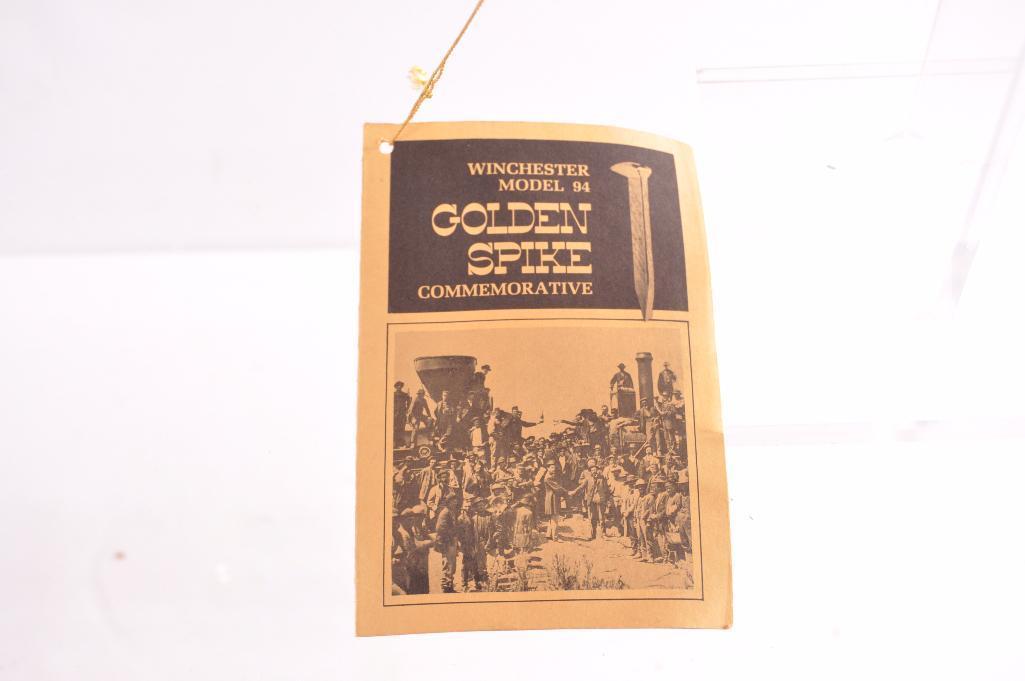 WINCHESTER
MODEL 94
GOLDEN
SPIKE
COMMEMORATIVE